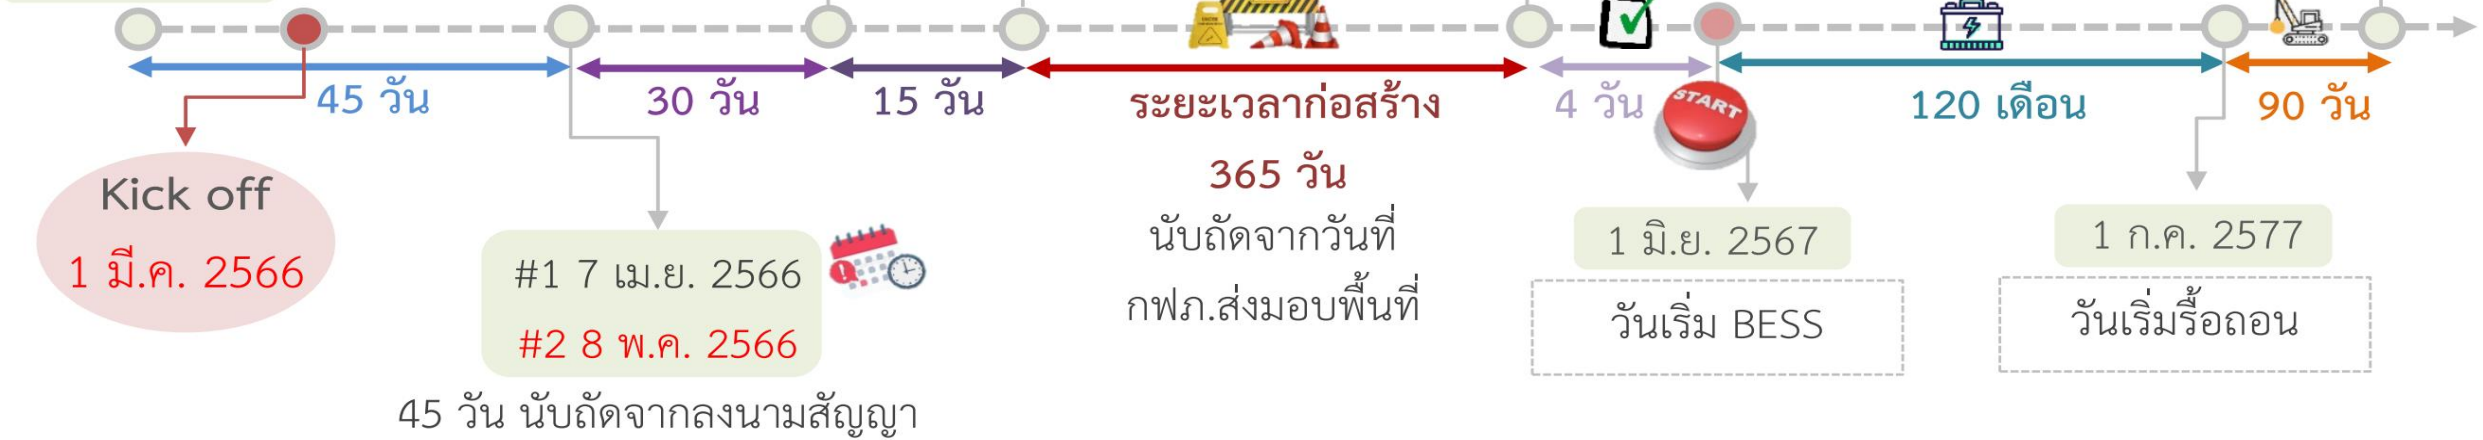 45 วัน
30 วัน
15 วัน
ระยะเวลาก่อสร้าง
365 วัน
นับถัดจากวันที่
กฟภ.ส่งมอบพื้นที่
4 วัน
START
120 เดือน
90 วัน
Kick off
1 มี.ค. 2566
#1 7 เม.ย. 2566
#2 8 พ.ค. 2566
45 วัน นับถัดจากลงนามสัญญา
1 มิ.ย. 2567
วันเริ่ม BESS
1 ก.ค. 2577
วันเริ่มรื้อถอน